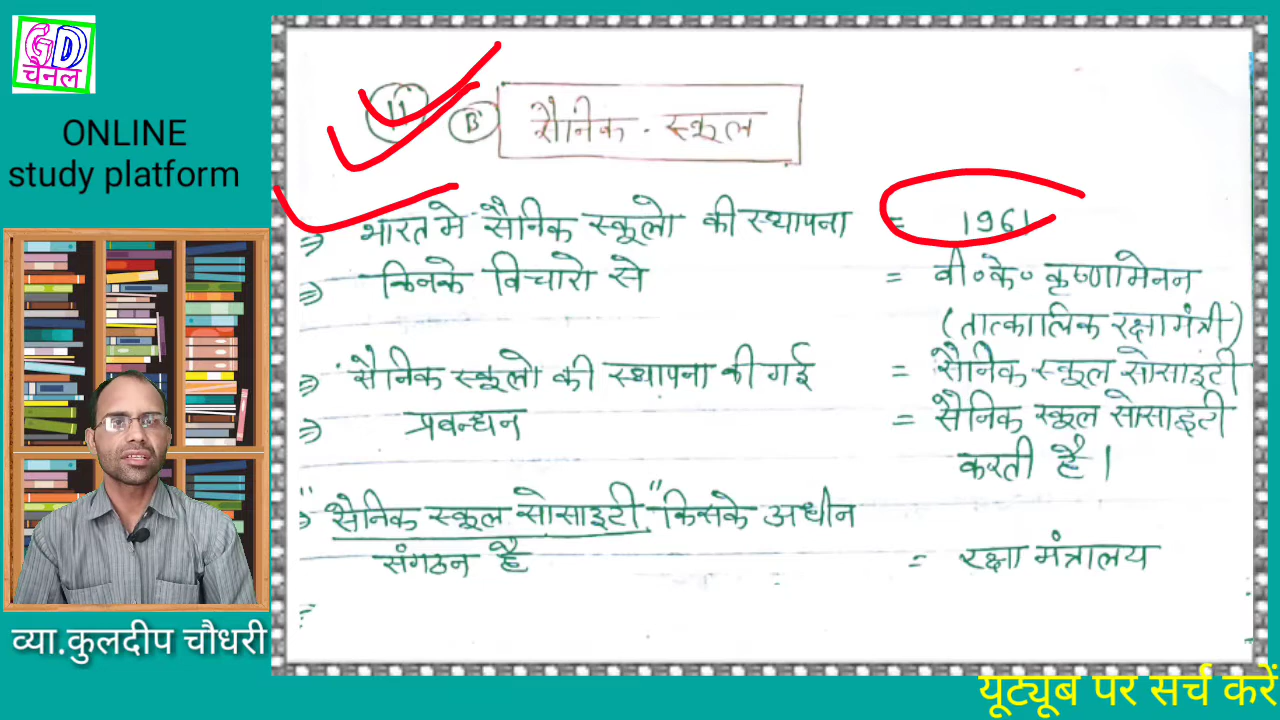 GD
चैनल
ONLINE
study platform
11 B सैनिक - स्कूल
⇒ भारत मे सैनिक स्कूलो की स्थापना = 1961
⇒ किनके विचारो से = वी०के० कृष्णामेनन
(तात्कालिक रक्षामंत्री)
⇒ सैनिक स्कूलो की स्थापना की गई = सैनिक स्कूल सोसाइटी
⇒ प्रबन्धन = सैनिक स्कूल सोसाइटी
करती है।
⇒ "सैनिक स्कूल सोसाइटी" किसके अधीन
संगठन है = रक्षा मंत्रालय
व्या.कुलदीप चौधरी
यूट्यूब पर सर्च करें